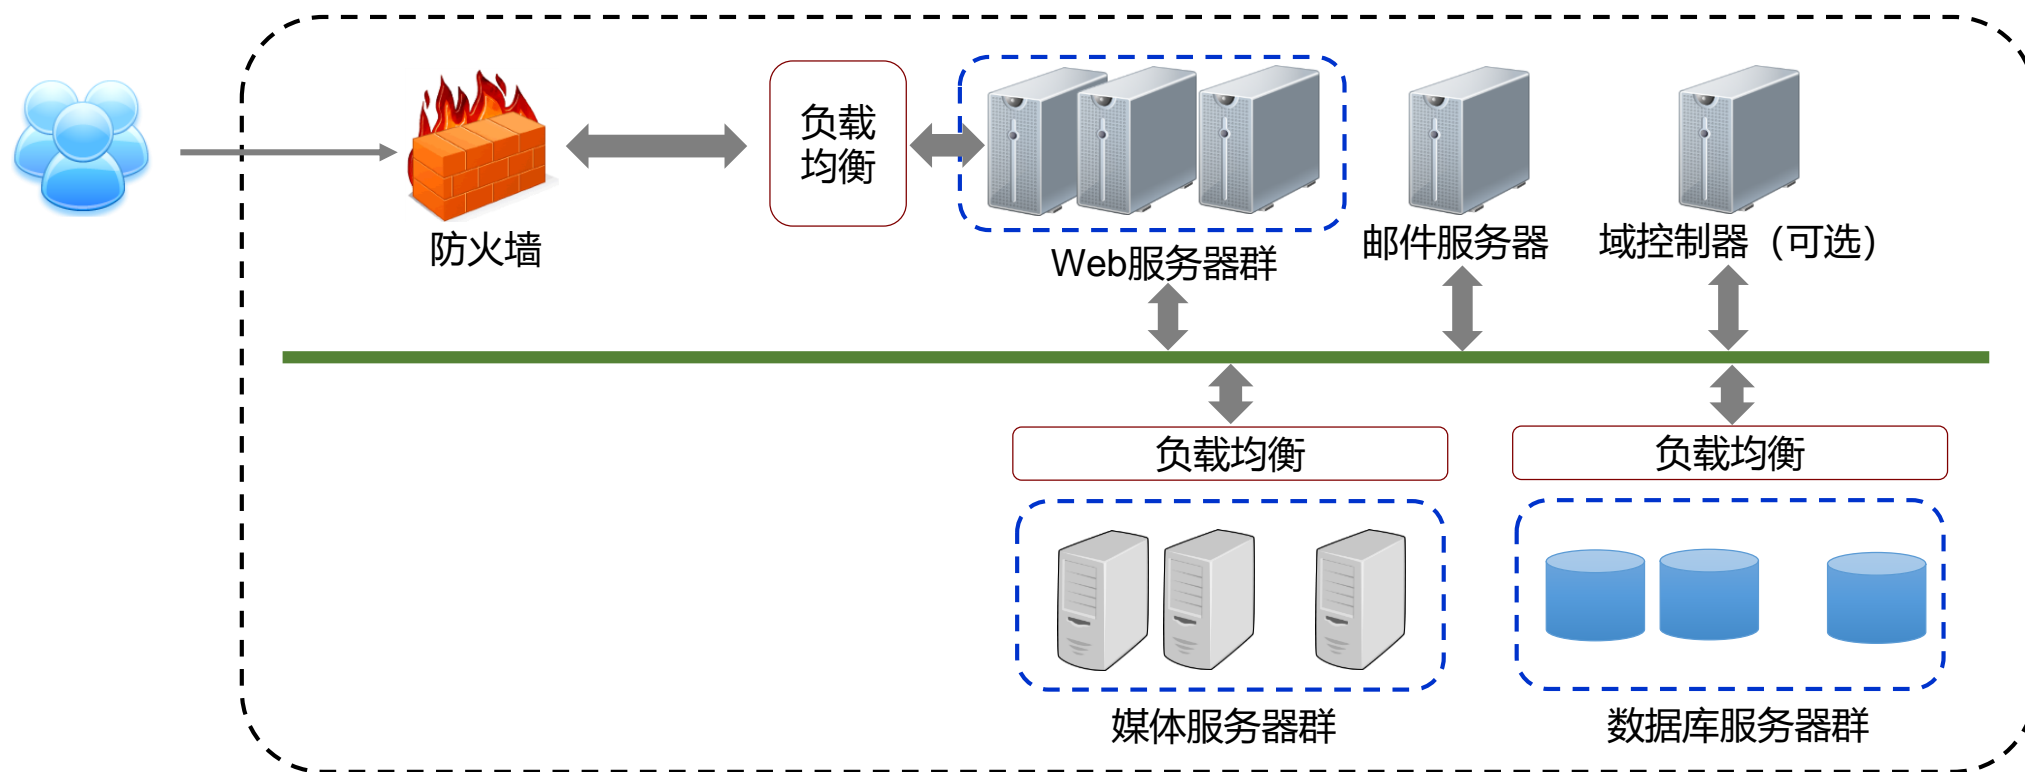 负载
均衡
防火墙
Web服务器群
邮件服务器
域控制器（可选）
负载均衡
负载均衡
媒体服务器群
数据库服务器群